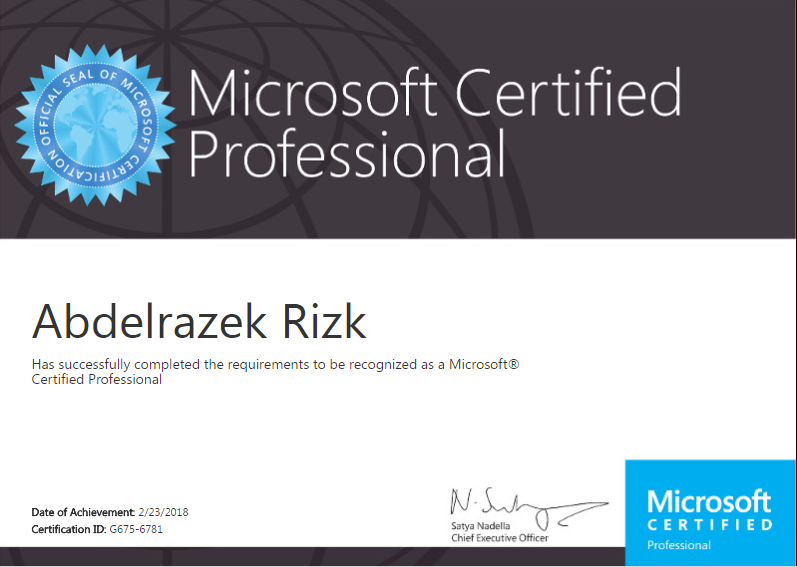 OFFICIAL SEAL OF MICROSOFT CERTIFICATION
Microsoft Certified
Professional
Abdelrazek Rizk
Has successfully completed the requirements to be recognized as a Microsoft®
Certified Professional
Date of Achievement: 2/23/2018
Certification ID: G675-6781
Satya Nadella
Chief Executive Officer
Microsoft
CERTIFIED
Professional